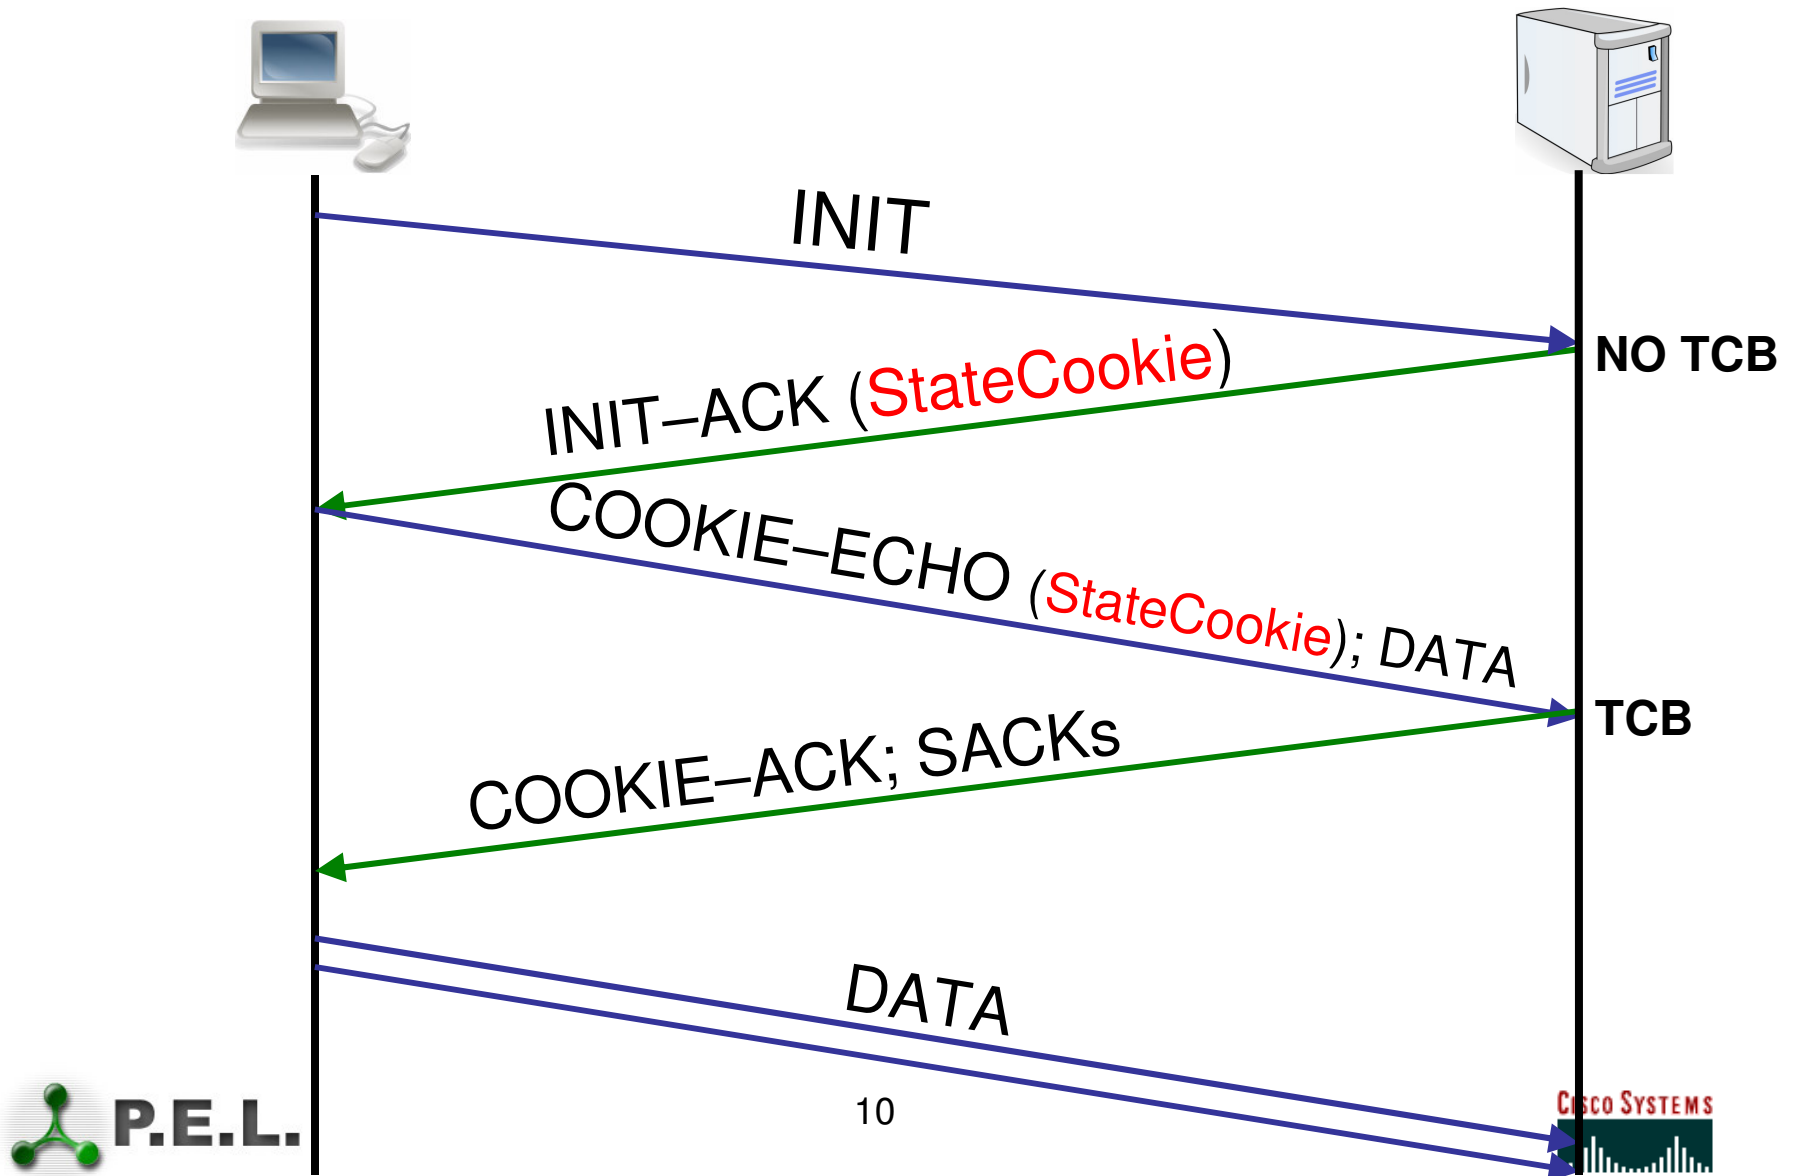 INIT
NO TCB
INIT–ACK (StateCookie)
COOKIE–ECHO (StateCookie); DATA
TCB
COOKIE–ACK; SACKs
DATA
P.E.L.
10
CISCO SYSTEMS